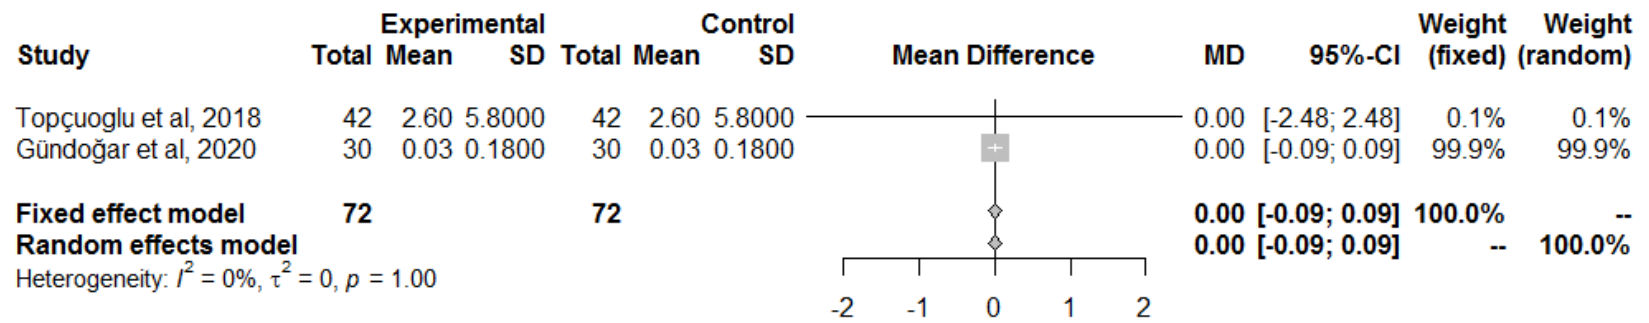 Experimental Control Weight Weight
Study Total Mean SD Total Mean SD Mean Difference MD 95%-CI (fixed) (random)
Topçuoglu et al, 2018 42 2.60 5.8000 42 2.60 5.8000 0.00 [-2.48; 2.48] 0.1% 0.1%
Gündoğar et al, 2020 30 0.03 0.1800 30 0.03 0.1800 0.00 [-0.09; 0.09] 99.9% 99.9%
Fixed effect model 72 72 0.00 [-0.09; 0.09] 100.0% --
Random effects model 0.00 [-0.09; 0.09] -- 100.0%
Heterogeneity: I² = 0%, τ² = 0, p = 1.00
-2 -1 0 1 2